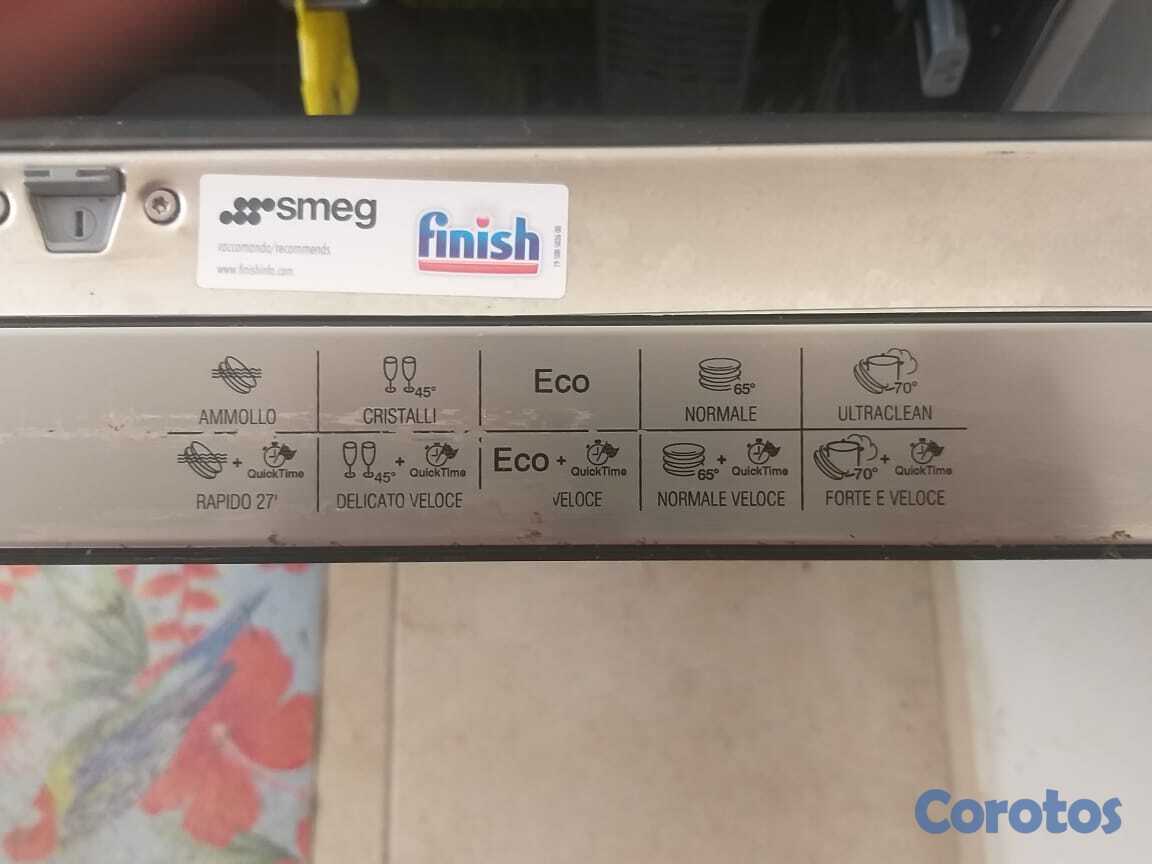 smeg
raccomanda/recommends
www.finishinfo.com
finish
AMMOLLO
45°
CRISTALLI
Eco
65°
NORMALE
70°
ULTRACLEAN
+ QuickTime
RAPIDO 27'
45° + QuickTime
DELICATO VELOCE
Eco + QuickTime
VELOCE
65° + QuickTime
NORMALE VELOCE
70° + QuickTime
FORTE E VELOCE
Corotos